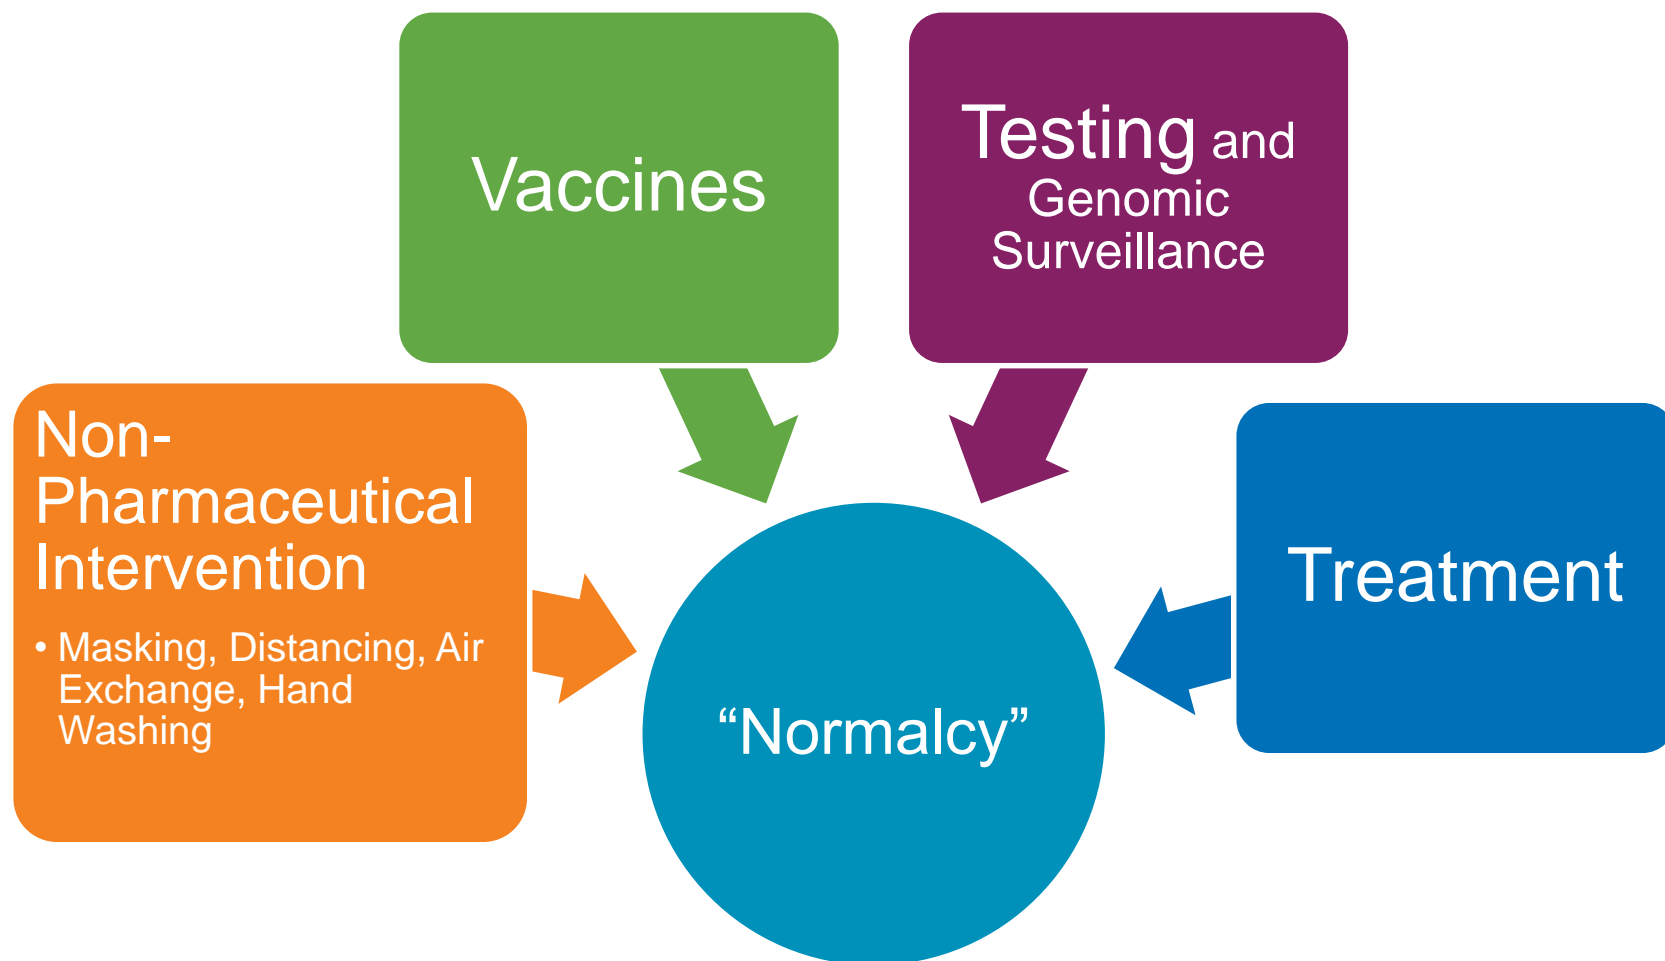 Vaccines
Testing and
Genomic
Surveillance
Non-
Pharmaceutical
Intervention
• Masking, Distancing, Air
Exchange, Hand
Washing
Treatment
“Normalcy”